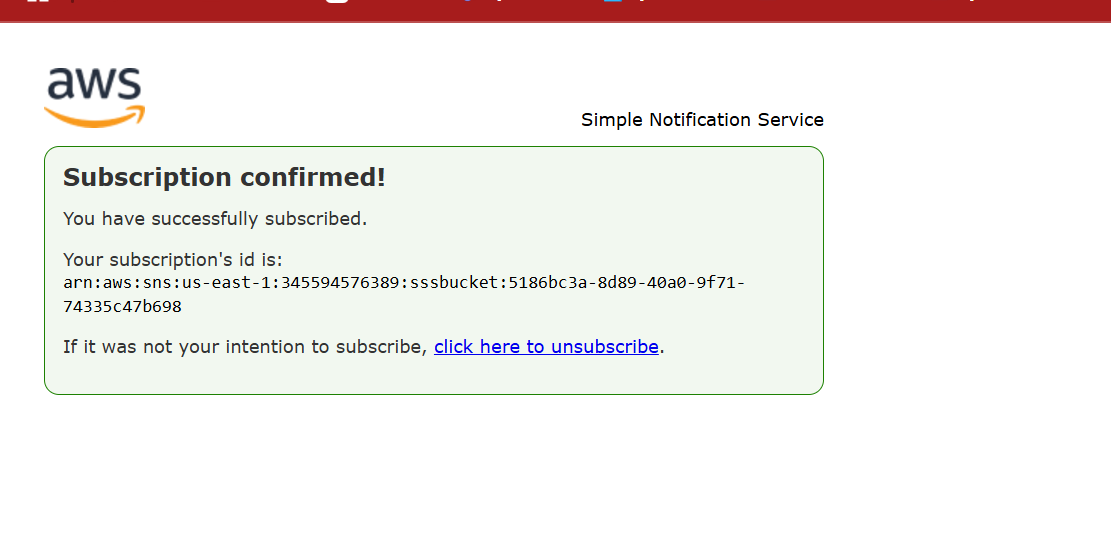 aws
Simple Notification Service
Subscription confirmed!
You have successfully subscribed.
Your subscription's id is:
arn:aws:sns:us-east-1:345594576389:sssbucket:5186bc3a-8d89-40a0-9f71-
74335c47b698
If it was not your intention to subscribe, click here to unsubscribe.